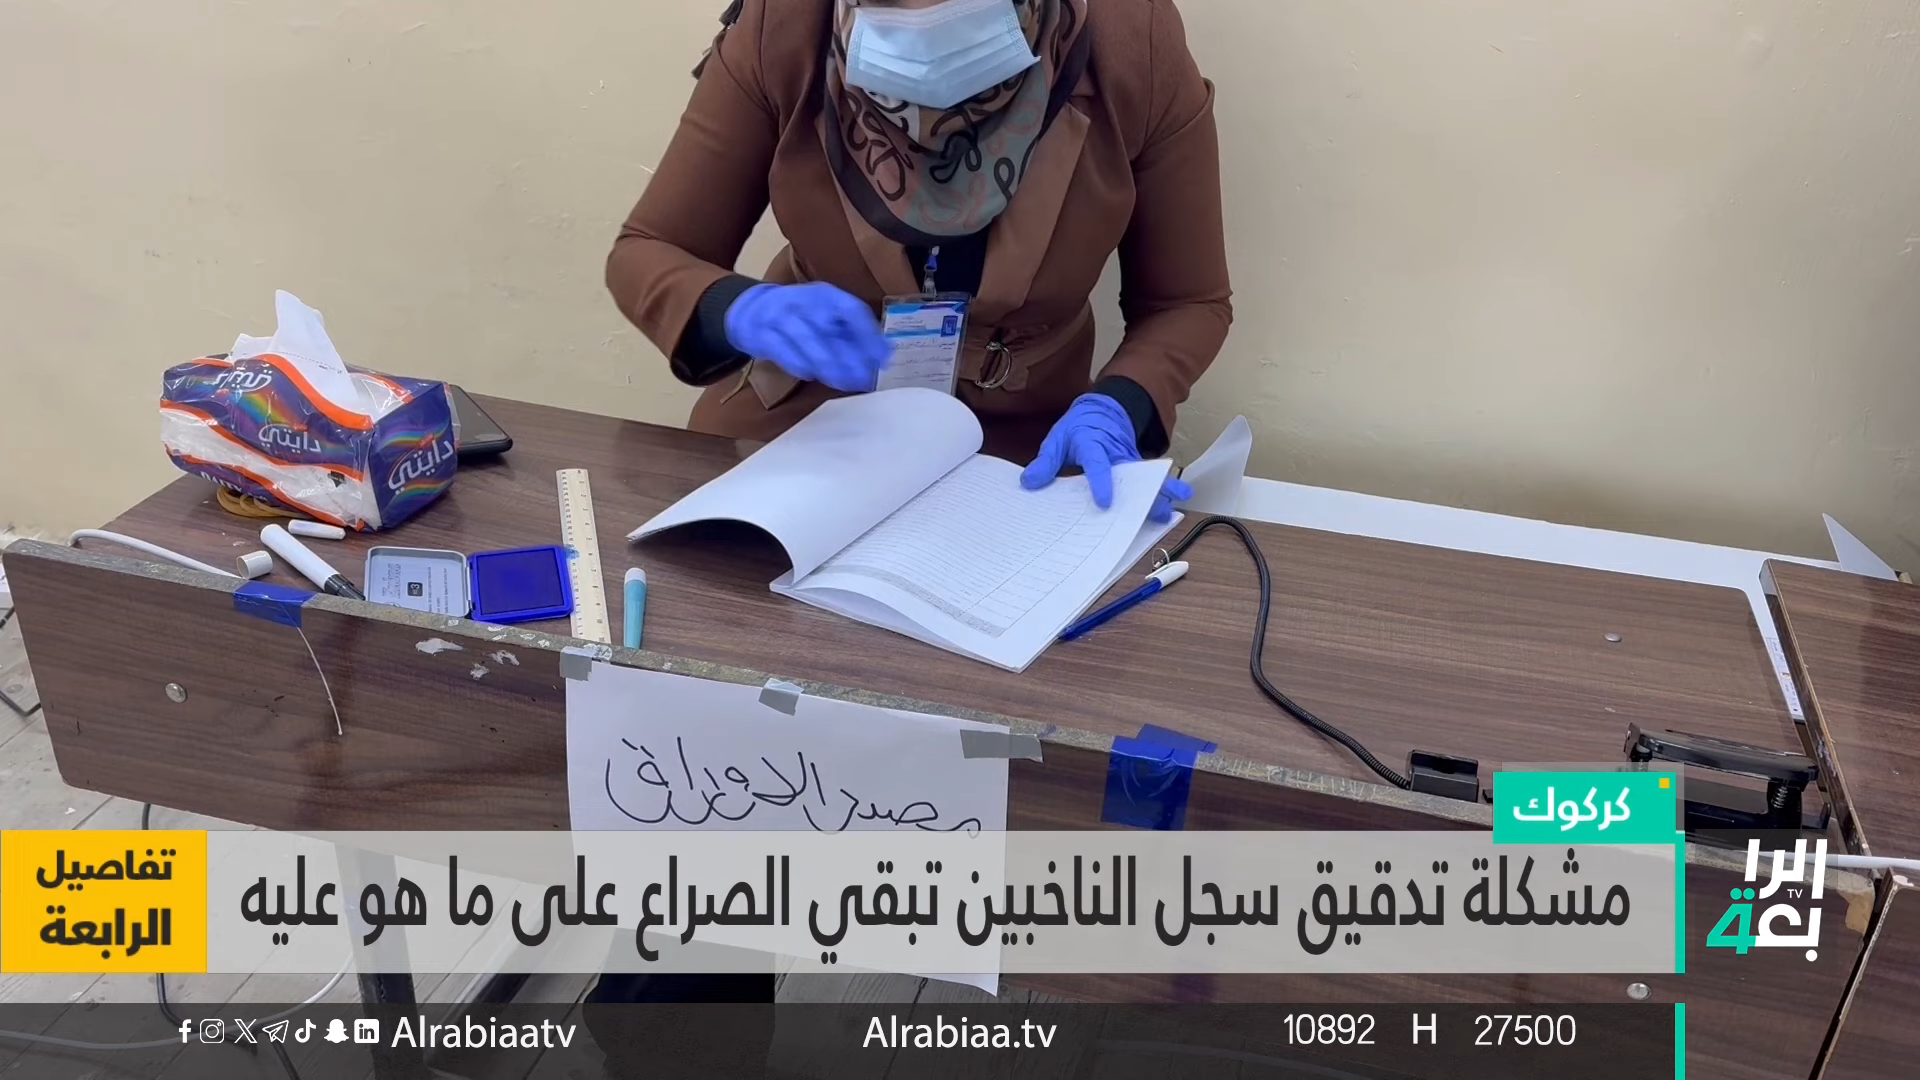 دايتي
دايتي
مصدر الاوراق
كركوك
مشكلة تدقيق سجل الناخبين تبقي الصراع على ما هو عليه
تفاصيل
الرابعة
الرابعة
TV
4
Alrabiaatv
Alrabiaa.tv
10892 H 27500